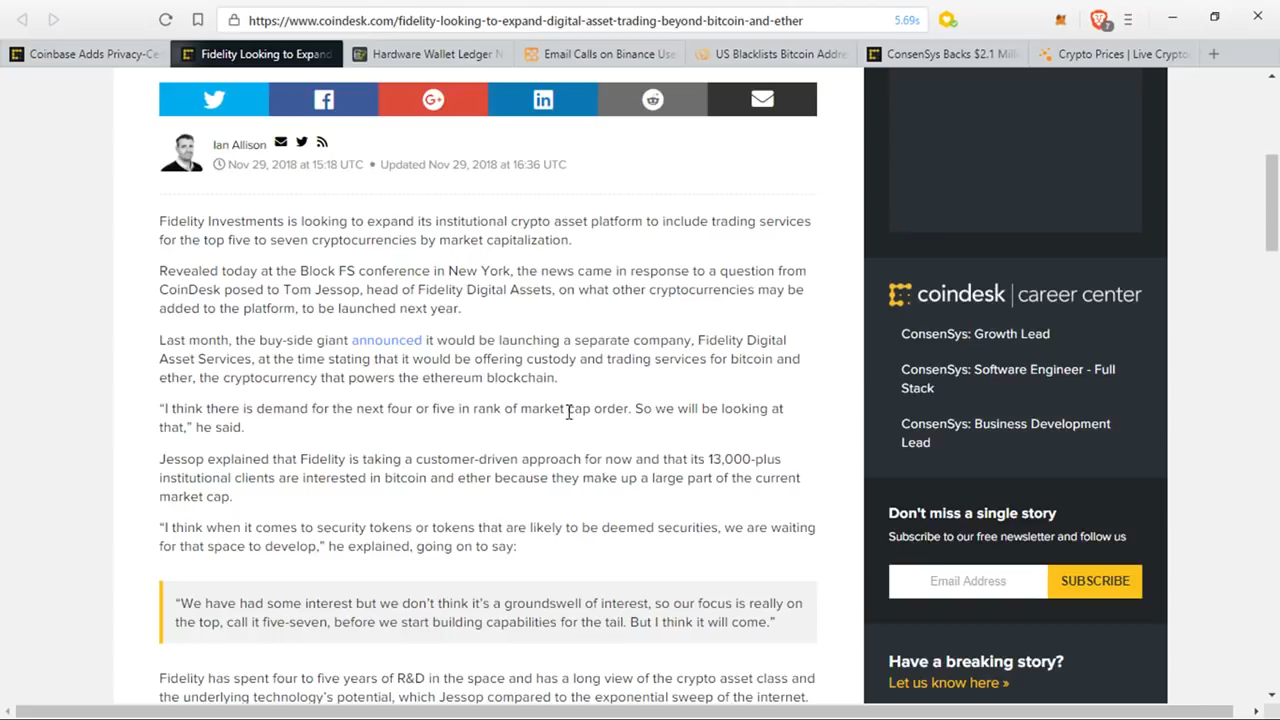 https://www.coindesk.com/fidelity-looking-to-expand-digital-asset-trading-beyond-bitcoin-and-ether
5.69s
7
Coinbase Adds Privacy-Ce
Fidelity Looking to Expand
Hardware Wallet Ledger N
Email Calls on Binance Use
US Blacklists Bitcoin Addre
ConsenSys Backs $2.1 Mill
Crypto Prices | Live Crypto
Ian Allison
Nov 29, 2018 at 15:18 UTC • Updated Nov 29, 2018 at 16:36 UTC
Fidelity Investments is looking to expand its institutional crypto asset platform to include trading services
for the top five to seven cryptocurrencies by market capitalization.
Revealed today at the Block FS conference in New York, the news came in response to a question from
CoinDesk posed to Tom Jessop, head of Fidelity Digital Assets, on what other cryptocurrencies may be
added to the platform, to be launched next year.
Last month, the buy-side giant announced it would be launching a separate company, Fidelity Digital
Asset Services, at the time stating that it would be offering custody and trading services for bitcoin and
ether, the cryptocurrency that powers the ethereum blockchain.
“I think there is demand for the next four or five in rank of market cap order. So we will be looking at
that,” he said.
Jessop explained that Fidelity is taking a customer-driven approach for now and that its 13,000-plus
institutional clients are interested in bitcoin and ether because they make up a large part of the current
market cap.
“I think when it comes to security tokens or tokens that are likely to be deemed securities, we are waiting
for that space to develop,” he explained, going on to say:
“We have had some interest but we don’t think it’s a groundswell of interest, so our focus is really on
the top, call it five-seven, before we start building capabilities for the tail. But I think it will come.”
Fidelity has spent four to five years of R&D in the space and has a long view of the crypto asset class and
the underlying technology’s potential, which Jessop compared to the exponential sweep of the internet.
coindesk | career center
ConsenSys: Growth Lead
ConsenSys: Software Engineer - Full
Stack
ConsenSys: Business Development
Lead
Don't miss a single story
Subscribe to our free newsletter and follow us
Email Address
SUBSCRIBE
Have a breaking story?
Let us know here »